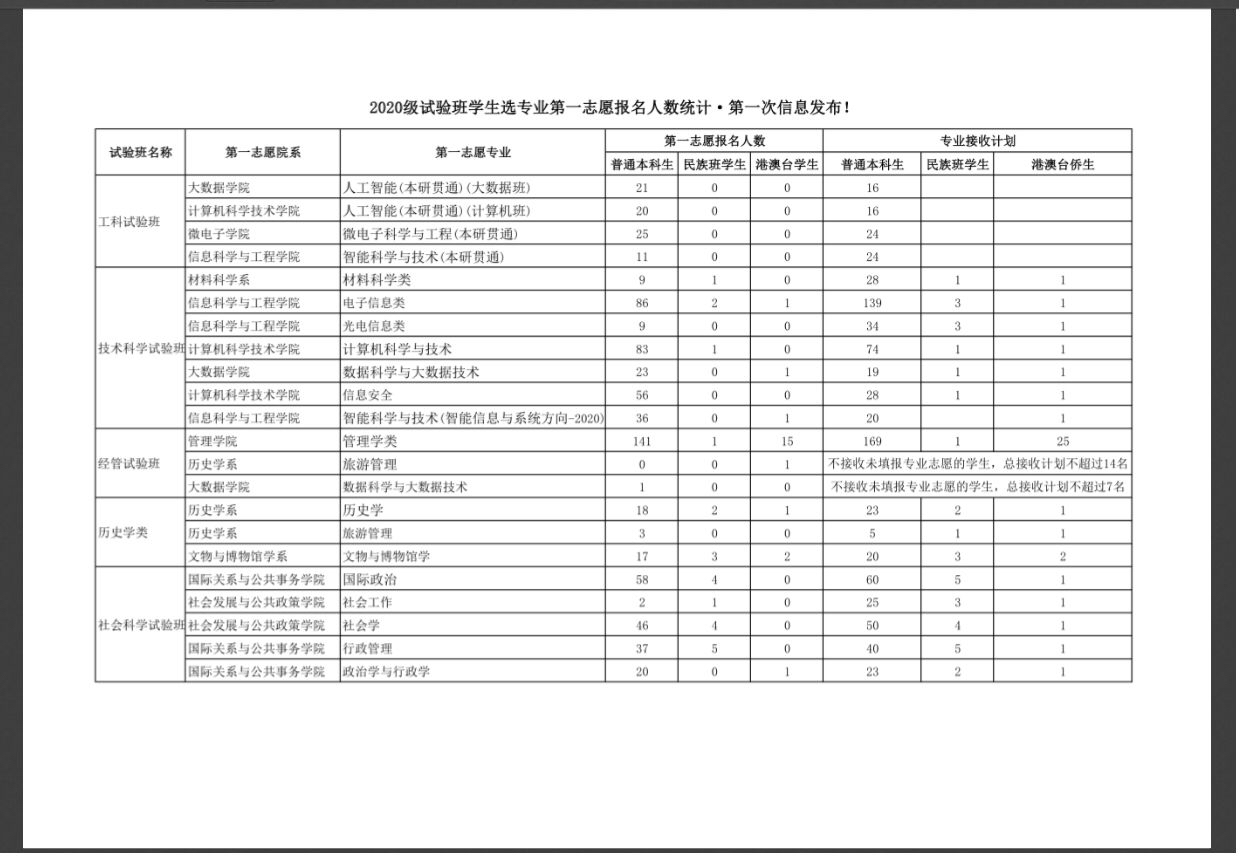 2020级试验班学生选专业第一志愿报名人数统计·第一次信息发布！
试验班名称 第一志愿院系 第一志愿专业 第一志愿报名人数 专业接收计划
普通本科生 民族班学生 港澳台学生 普通本科生 民族班学生 港澳台侨生
工科试验班 大数据学院 人工智能(本研贯通)(大数据班) 21 0 0 16
计算机科学技术学院 人工智能(本研贯通)(计算机班) 20 0 0 16
微电子学院 微电子科学与工程(本研贯通) 25 0 0 24
信息科学与工程学院 智能科学与技术(本研贯通) 11 0 0 24
技术科学试验班 材料科学系 材料科学类 9 1 0 28 1 1
信息科学与工程学院 电子信息类 86 2 1 139 3 1
信息科学与工程学院 光电信息类 9 0 0 34 3 1
计算机科学技术学院 计算机科学与技术 83 1 0 74 1 1
大数据学院 数据科学与大数据技术 23 0 1 19 1 1
计算机科学技术学院 信息安全 56 0 0 28 1 1
信息科学与工程学院 智能科学与技术(智能信息与系统方向-2020) 36 0 1 20 1
经管试验班 管理学院 管理学类 141 1 15 169 1 25
历史学系 旅游管理 0 0 1 不接收未填报专业志愿的学生，总接收计划不超过14名
大数据学院 数据科学与大数据技术 1 0 0 不接收未填报专业志愿的学生，总接收计划不超过7名
历史学类 历史学系 历史学 18 2 1 23 2 1
历史学系 旅游管理 3 0 0 5 1 1
文物与博物馆学系 文物与博物馆学 17 3 2 20 3 2
社会科学试验班 国际关系与公共事务学院 国际政治 58 4 0 60 5 1
社会发展与公共政策学院 社会工作 2 1 0 25 3 1
社会发展与公共政策学院 社会学 46 4 0 50 4 1
国际关系与公共事务学院 行政管理 37 5 0 40 5 1
国际关系与公共事务学院 政治学与行政学 20 0 1 23 2 1